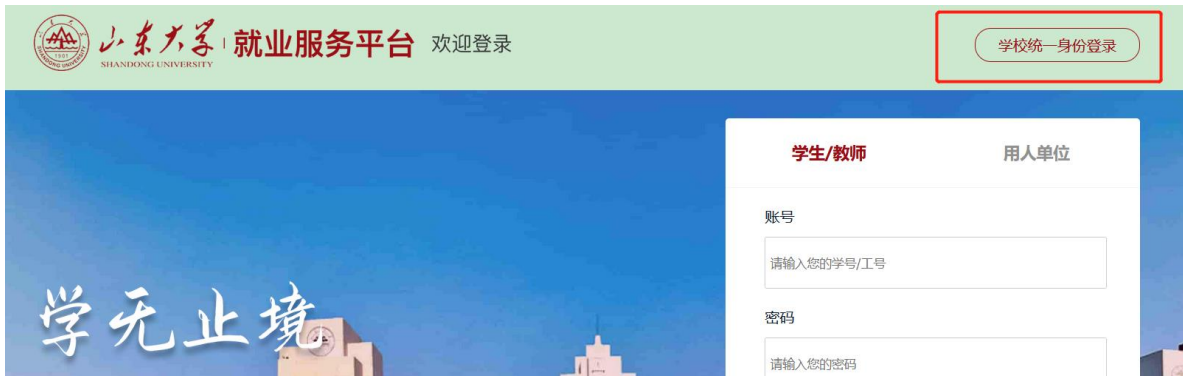 山东大学 就业服务平台 欢迎登录 学校统一身份登录
SHANDONG UNIVERSITY
1901
学生/教师 用人单位
账号
请输入您的学号/工号
学无止境
密码
请输入您的密码